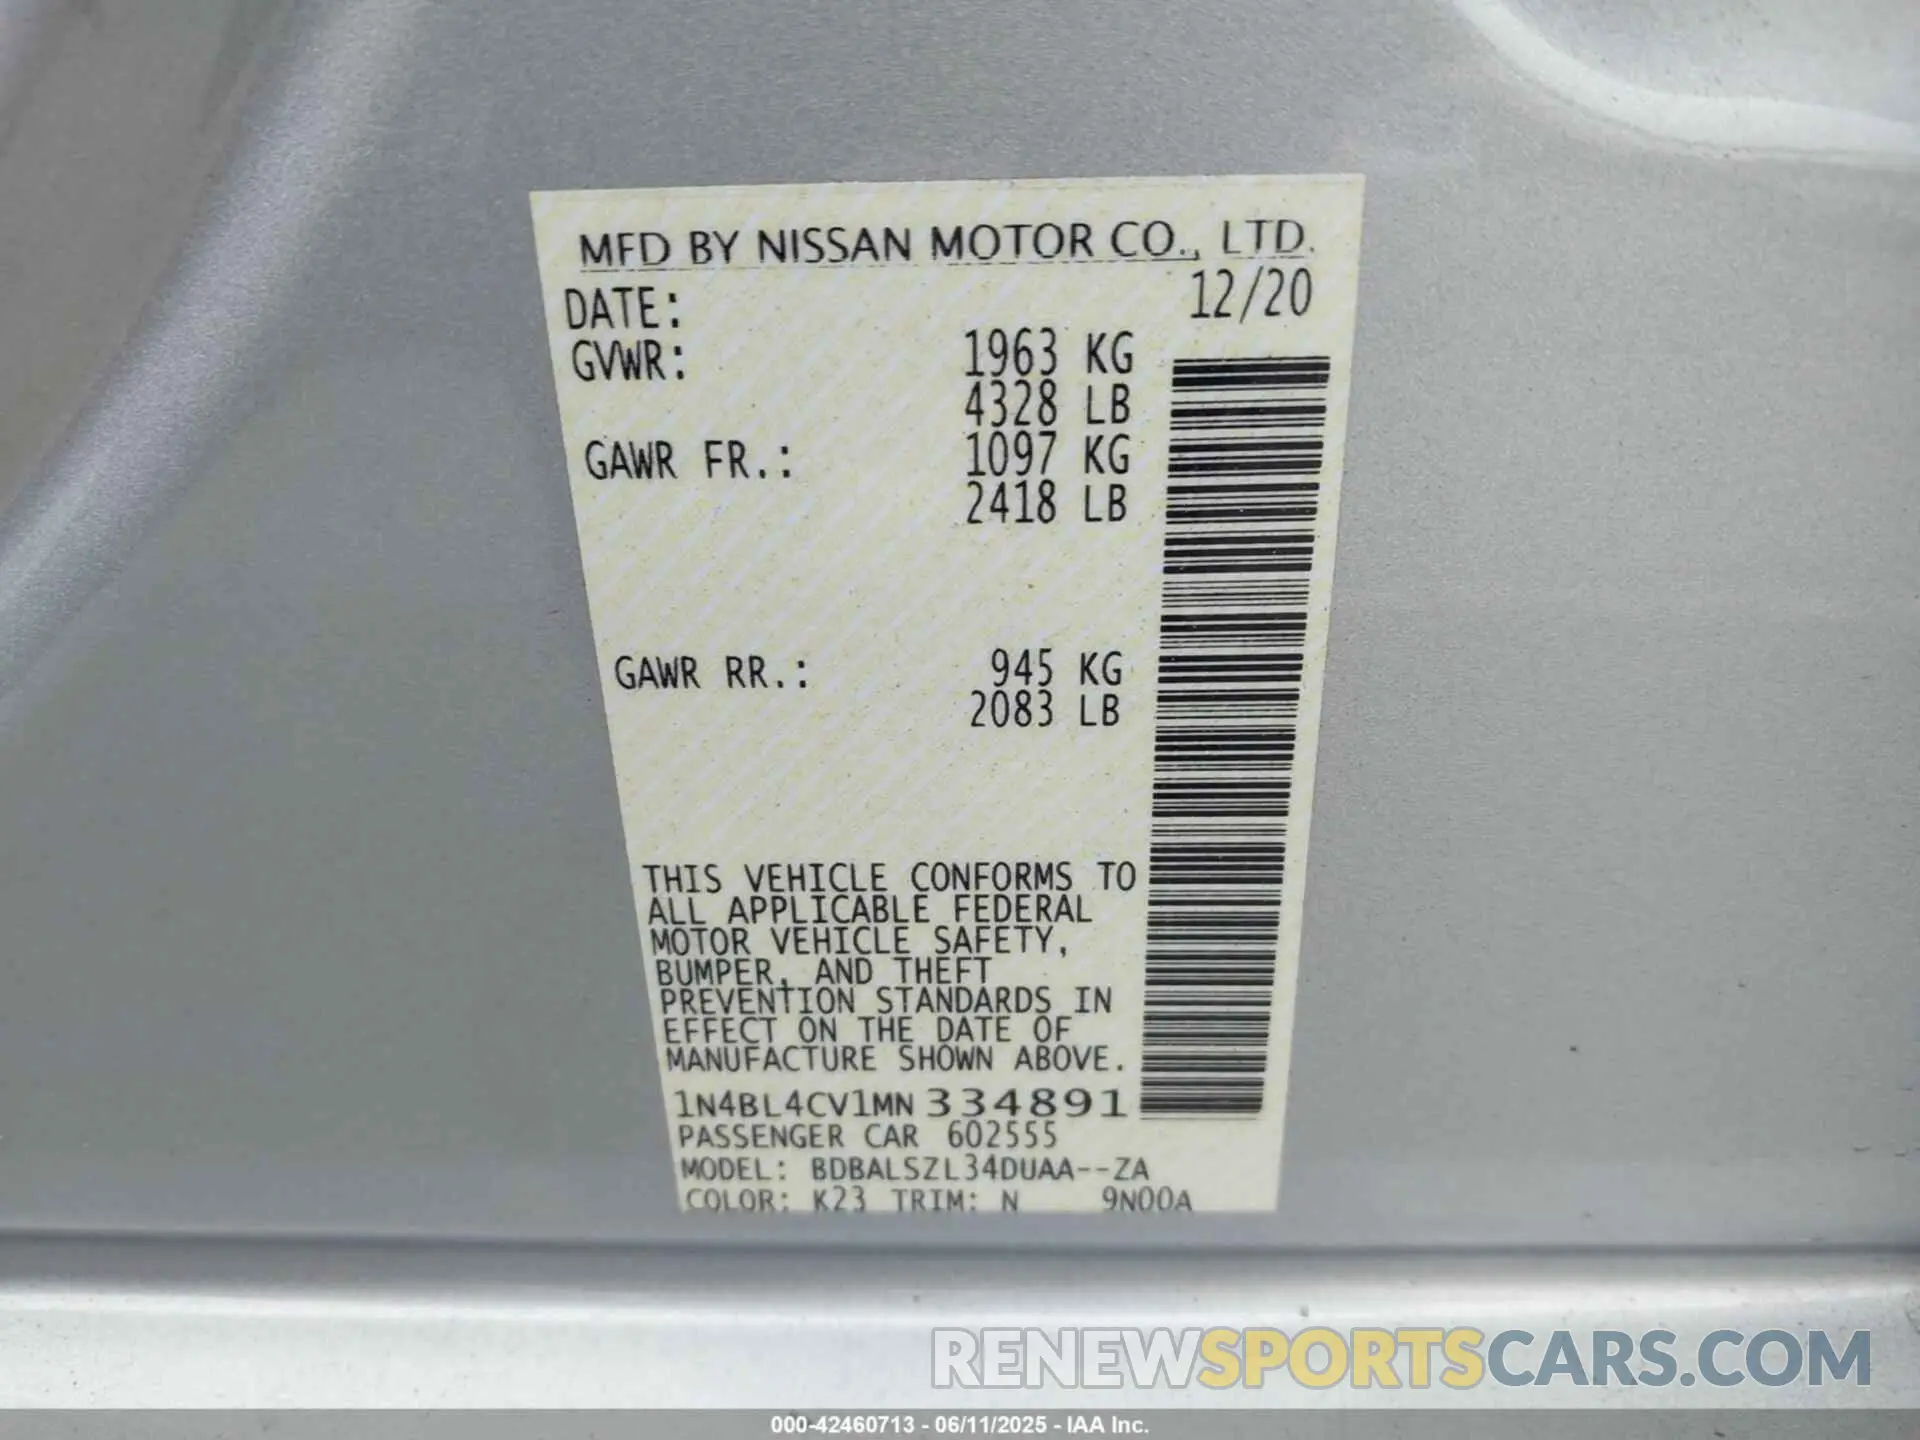 MFD BY NISSAN MOTOR CO., LTD.
DATE: 12/20
GVWR: 1963 KG
4328 LB
GAWR FR.: 1097 KG
2418 LB
GAWR RR.: 945 KG
2083 LB
THIS VEHICLE CONFORMS TO
ALL APPLICABLE FEDERAL
MOTOR VEHICLE SAFETY,
BUMPER, AND THEFT
PREVENTION STANDARDS IN
EFFECT ON THE DATE OF
MANUFACTURE SHOWN ABOVE.
1N4BL4CV1MN334891
PASSENGER CAR 602555
MODEL: BDBALSZL34DUAA--ZA
COLOR: K23 TRIM: N 9N00A
RENEWSPORTSCARS.COM
000-42460713 - 06/11/2025 - IAA Inc.